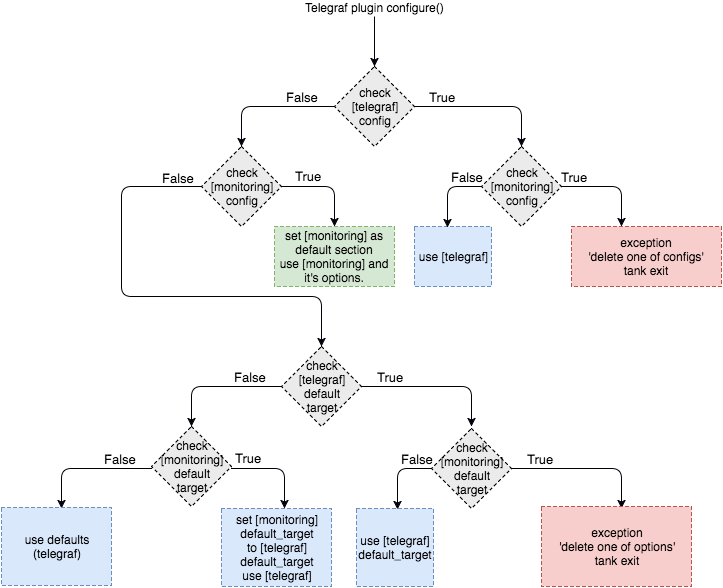 Telegraf plugin configure()
check
[telegraf]
config
False
True
check
[monitoring]
config
False
True
check
[monitoring]
config
False
True
set [monitoring] as
default section
use [monitoring] and
it's options.
use [telegraf]
exception
'delete one of configs'
tank exit
check
[telegraf]
default
target
False
True
check
[monitoring]
default
target
False
True
check
[monitoring]
default
target
False
True
use defaults
(telegraf)
set [monitoring]
default_target
to [telegraf]
default_target
use [telegraf]
use [telegraf]
default_target
exception
'delete one of options'
tank exit